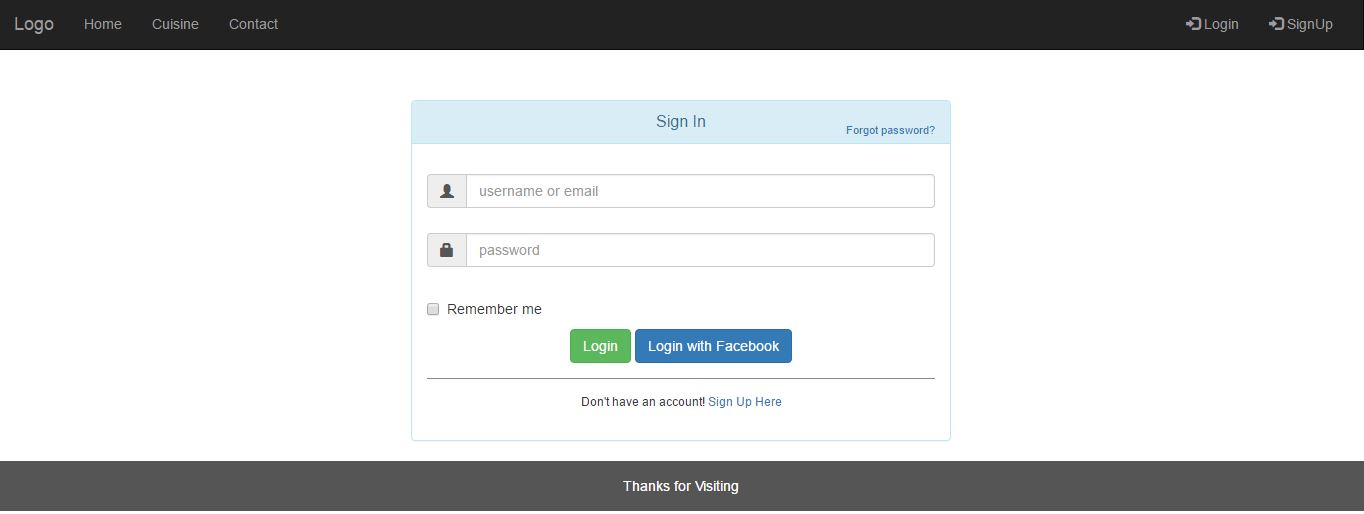 Logo Home Cuisine Contact Login SignUp
Sign In
Forgot password?
username or email
password
Remember me
Login Login with Facebook
Don't have an account! Sign Up Here
Thanks for Visiting